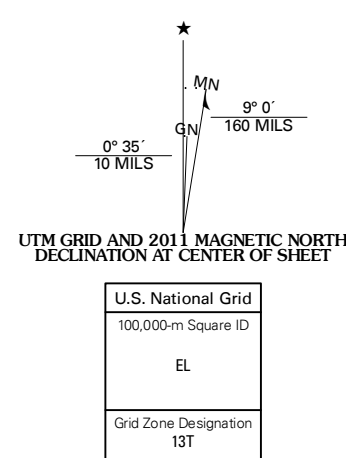 ★
MN
GN
9° 0´
160 MILS
0° 35´
10 MILS
UTM GRID AND 2011 MAGNETIC NORTH
DECLINATION AT CENTER OF SHEET
U.S. National Grid
100,000-m Square ID
EL
Grid Zone Designation
13T